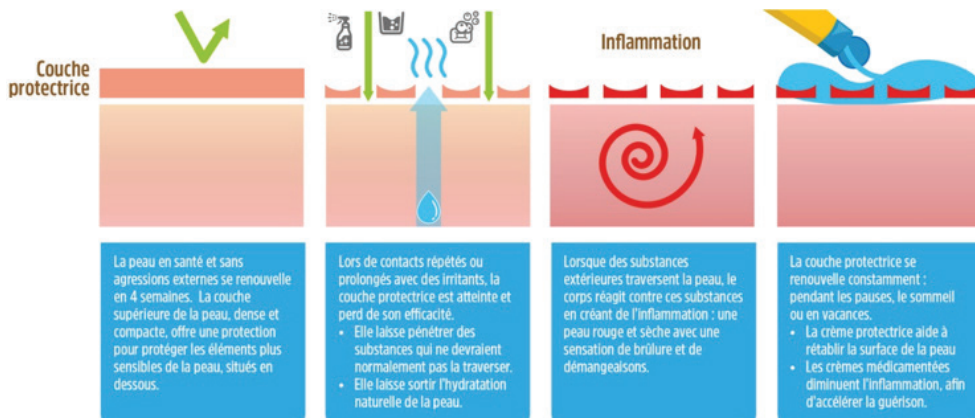 Couche
protectrice
Inflammation
La peau en santé et sans
agressions externes se renouvelle
en 4 semaines. La couche
supérieure de la peau, dense et
compacte, offre une protection
pour protéger les éléments plus
sensibles de la peau, situés en
dessous.
Lors de contacts répétés ou
prolongés avec des irritants, la
couche protectrice est atteinte et
perd de son efficacité.
• Elle laisse pénétrer des
substances qui ne devraient
normalement pas la traverser.
• Elle laisse sortir l'hydratation
naturelle de la peau.
Lorsque des substances
extérieures traversent la peau, le
corps réagit contre ces substances
en créant de l'inflammation : une
peau rouge et sèche avec une
sensation de brûlure et de
démangeaisons.
La couche protectrice se
renouvelle constamment :
pendant les pauses, le sommeil
ou en vacances.
• La crème protectrice aide à
rétablir la surface de la peau
• Les crèmes médicamentées
diminuent l'inflammation, afin
d'accélérer la guérison.